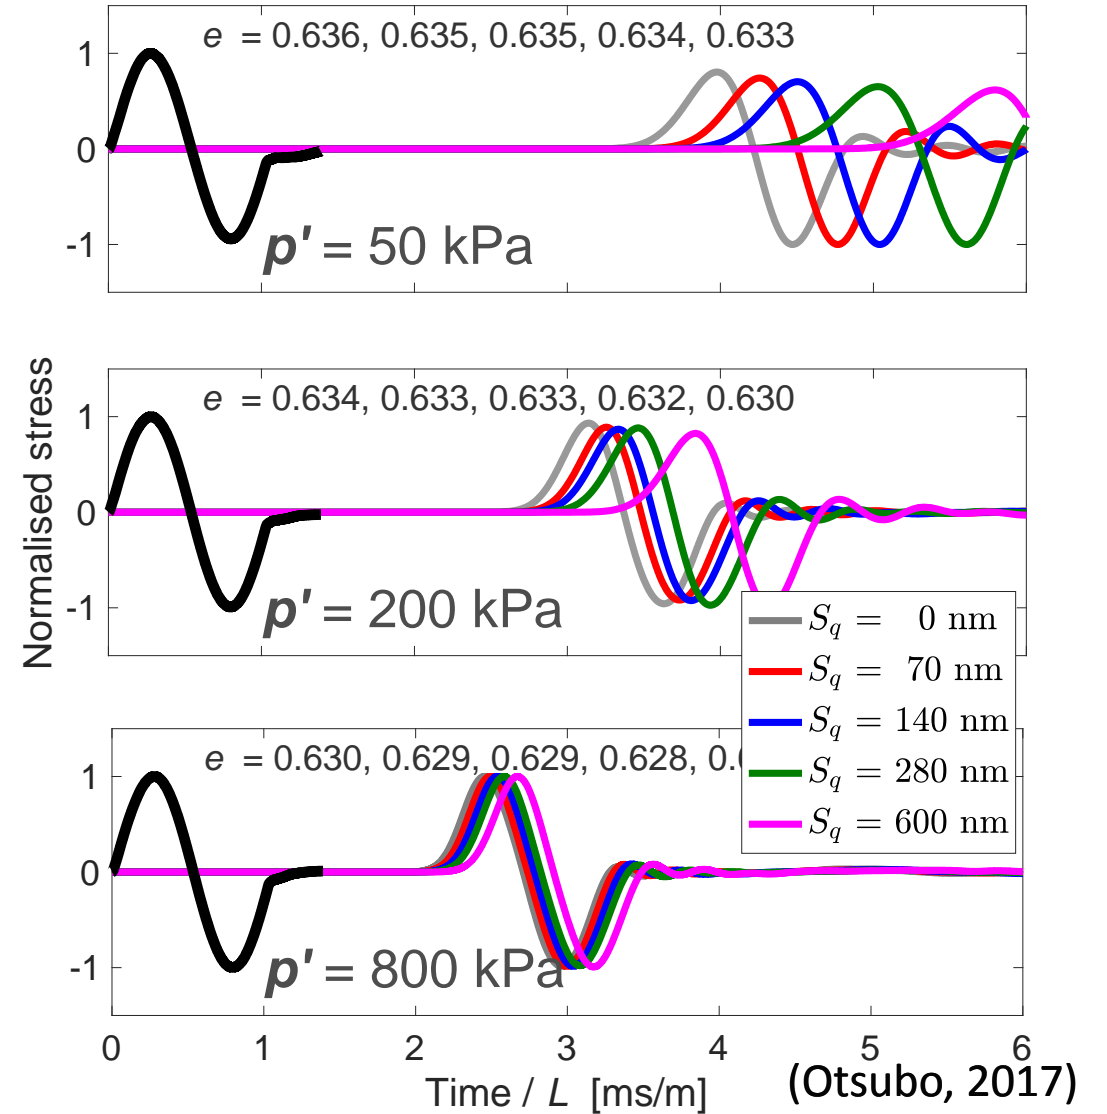 1
0
-1
e = 0.636, 0.635, 0.635, 0.634, 0.633
p' = 50 kPa
Normalised stress
1
0
-1
e = 0.634, 0.633, 0.633, 0.632, 0.630
p' = 200 kPa
S_q = 0 nm
S_q = 70 nm
S_q = 140 nm
S_q = 280 nm
S_q = 600 nm
1
0
-1
e = 0.630, 0.629, 0.629, 0.628,
p' = 800 kPa
0 1 2 3 4 5 6
Time / L [ms/m]
(Otsubo, 2017)